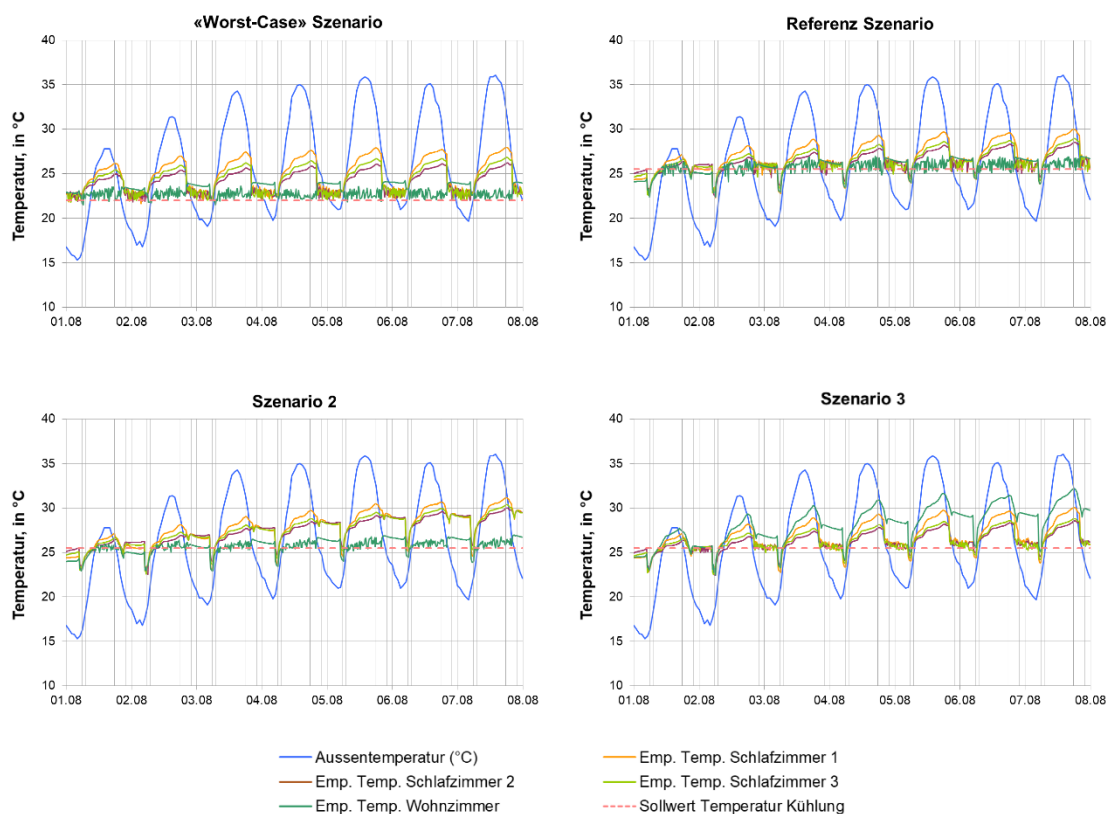 «Worst-Case» Szenario
Temperatur, in °C
40
35
30
25
20
15
10
01.08 02.08 03.08 04.08 05.08 06.08 07.08 08.08
Referenz Szenario
Temperatur, in °C
40
35
30
25
20
15
10
01.08 02.08 03.08 04.08 05.08 06.08 07.08 08.08
Szenario 2
Temperatur, in °C
40
35
30
25
20
15
10
01.08 02.08 03.08 04.08 05.08 06.08 07.08 08.08
Szenario 3
Temperatur, in °C
40
35
30
25
20
15
10
01.08 02.08 03.08 04.08 05.08 06.08 07.08 08.08
Aussentemperatur (°C)
Emp. Temp. Schlafzimmer 1
Emp. Temp. Schlafzimmer 2
Emp. Temp. Schlafzimmer 3
Emp. Temp. Wohnzimmer
Sollwert Temperatur Kühlung